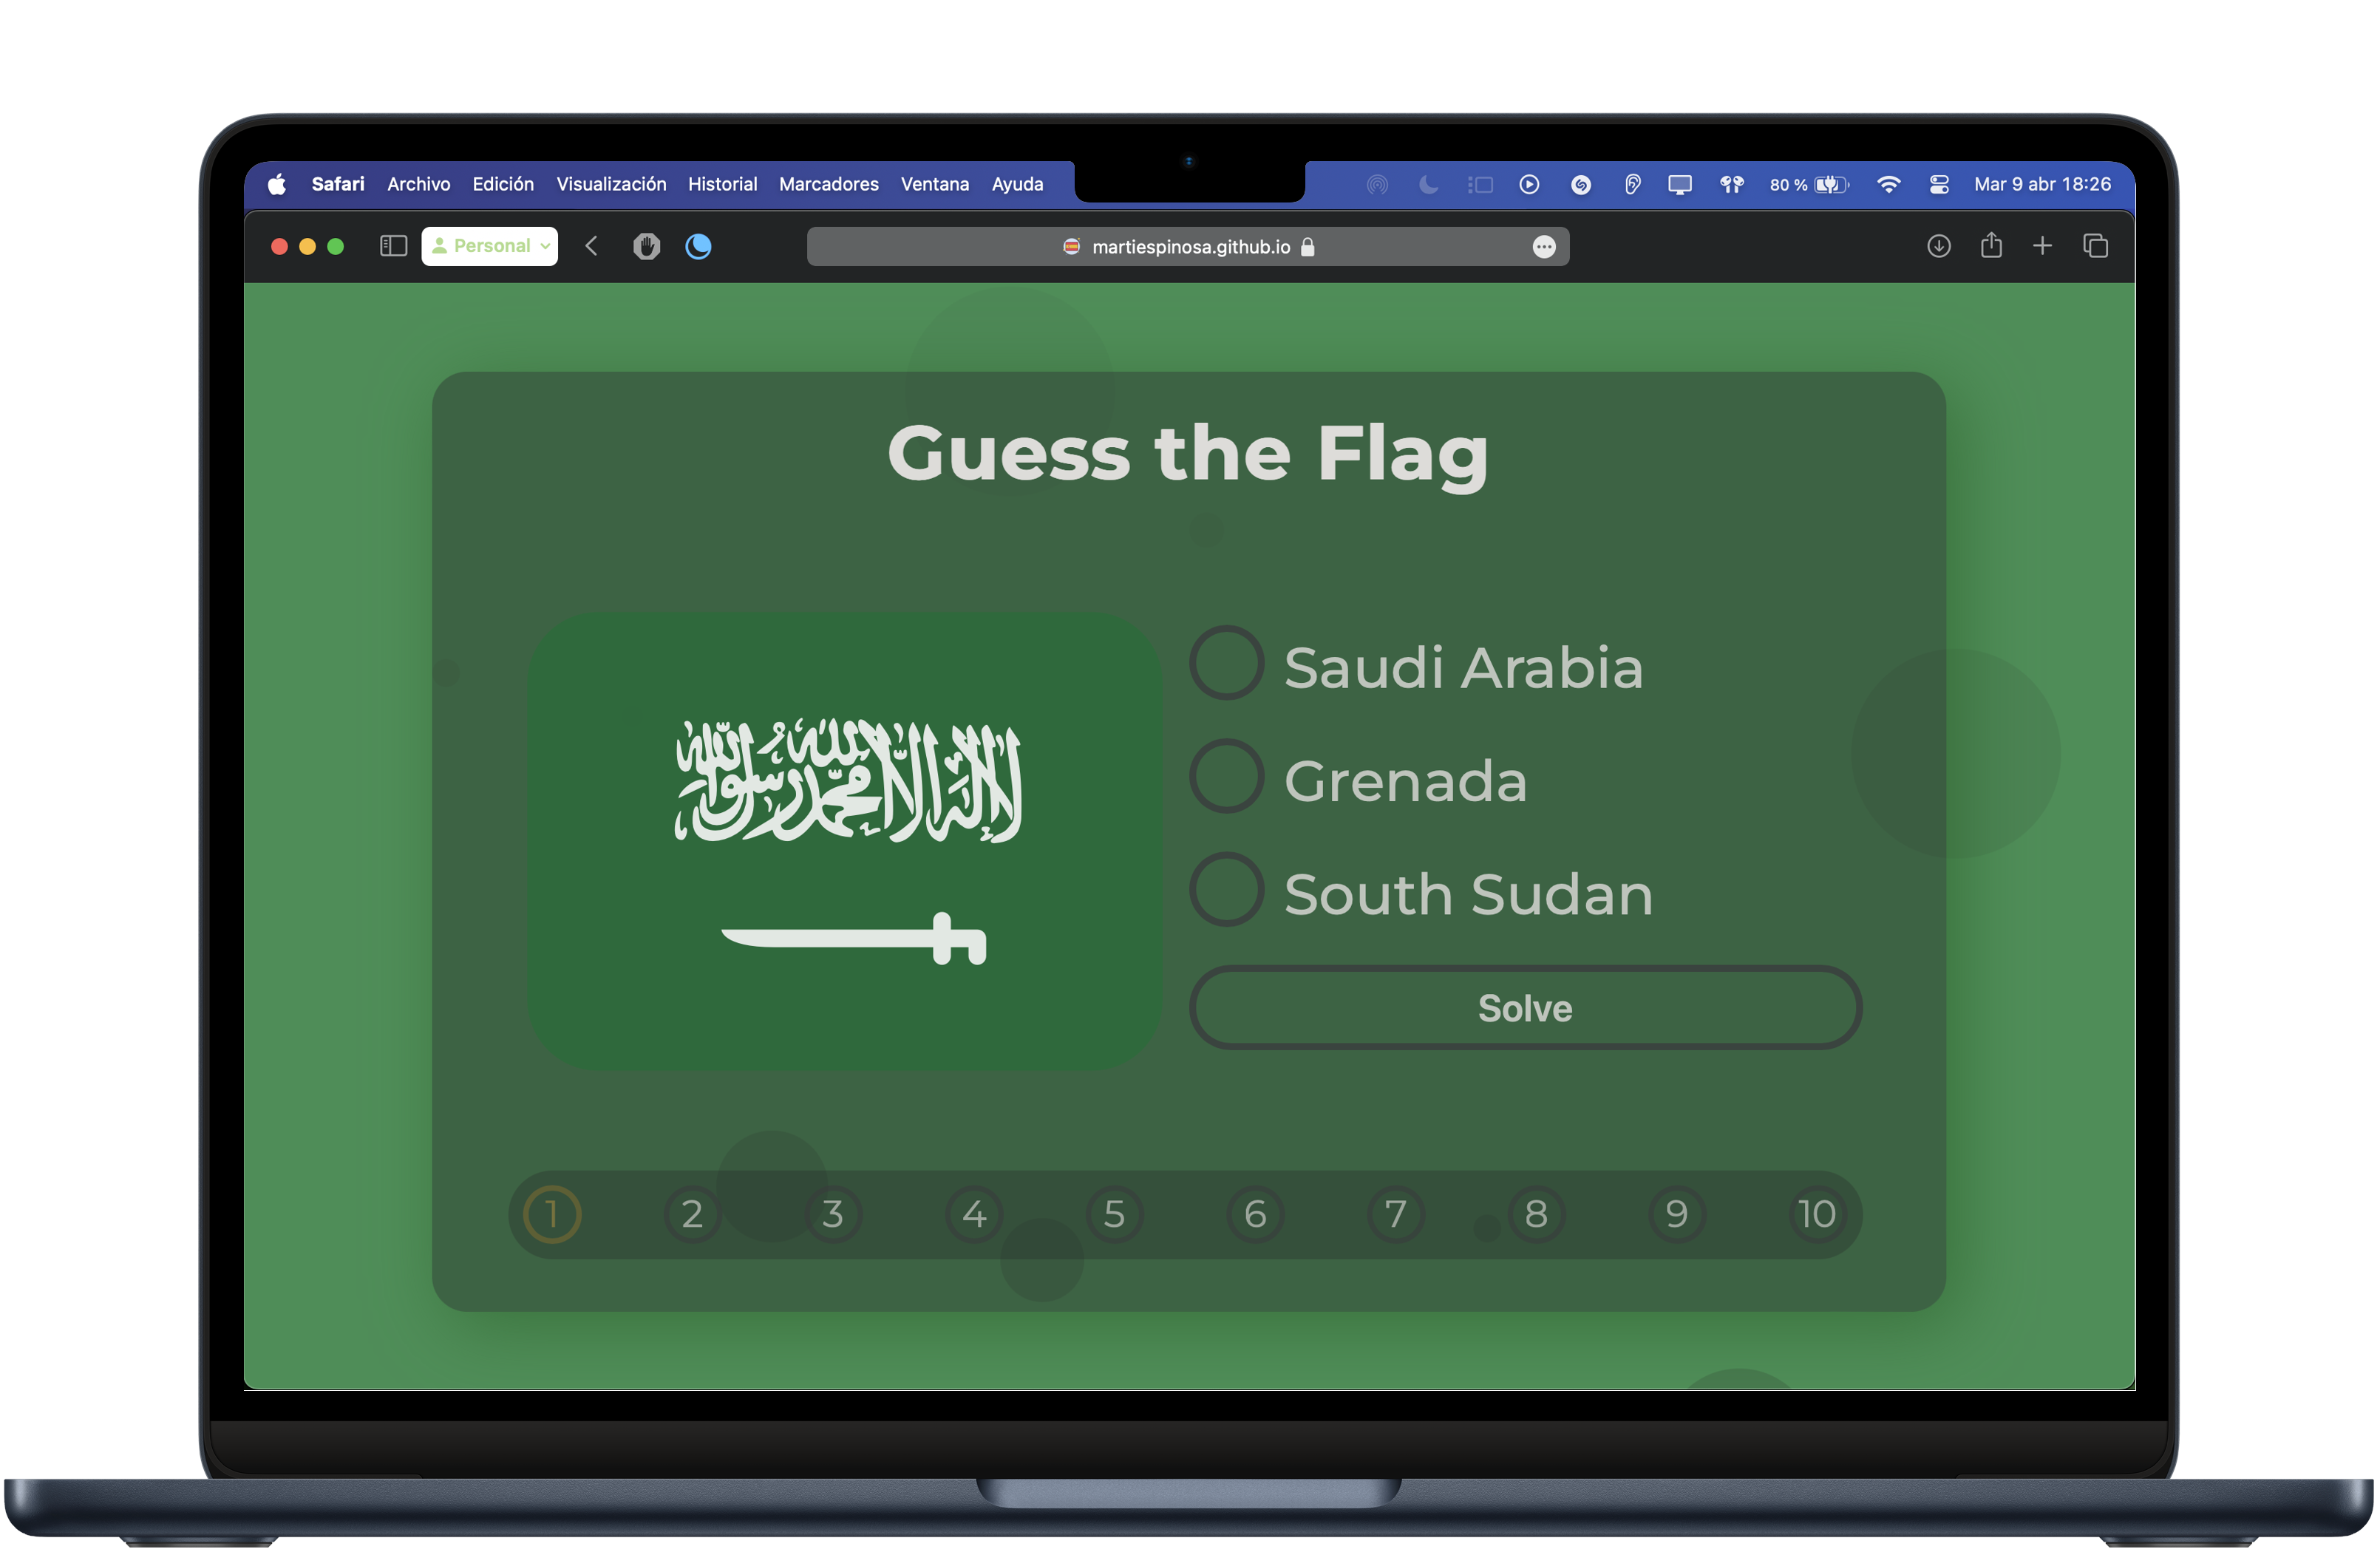 Safari Archivo Edición Visualización Historial Marcadores Ventana Ayuda 80 % Mar 9 abr 18:26
Personal martiespinosa.github.io
Guess the Flag
لا إله إلا الله محمد رسول الله
Saudi Arabia
Grenada
South Sudan
Solve
1 2 3 4 5 6 7 8 9 10